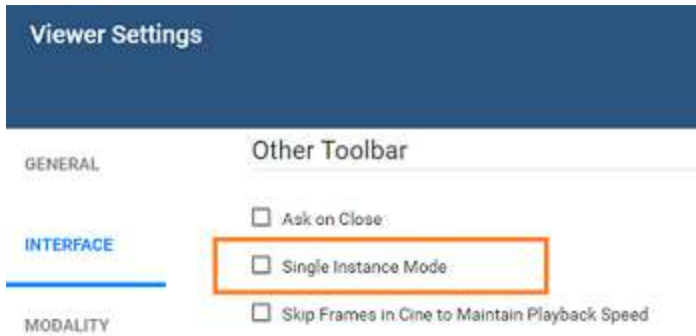 Viewer Settings
GENERAL
INTERFACE
MODALITY
Other Toolbar
Ask on Close
Single Instance Mode
Skip Frames in Cine to Maintain Playback Speed